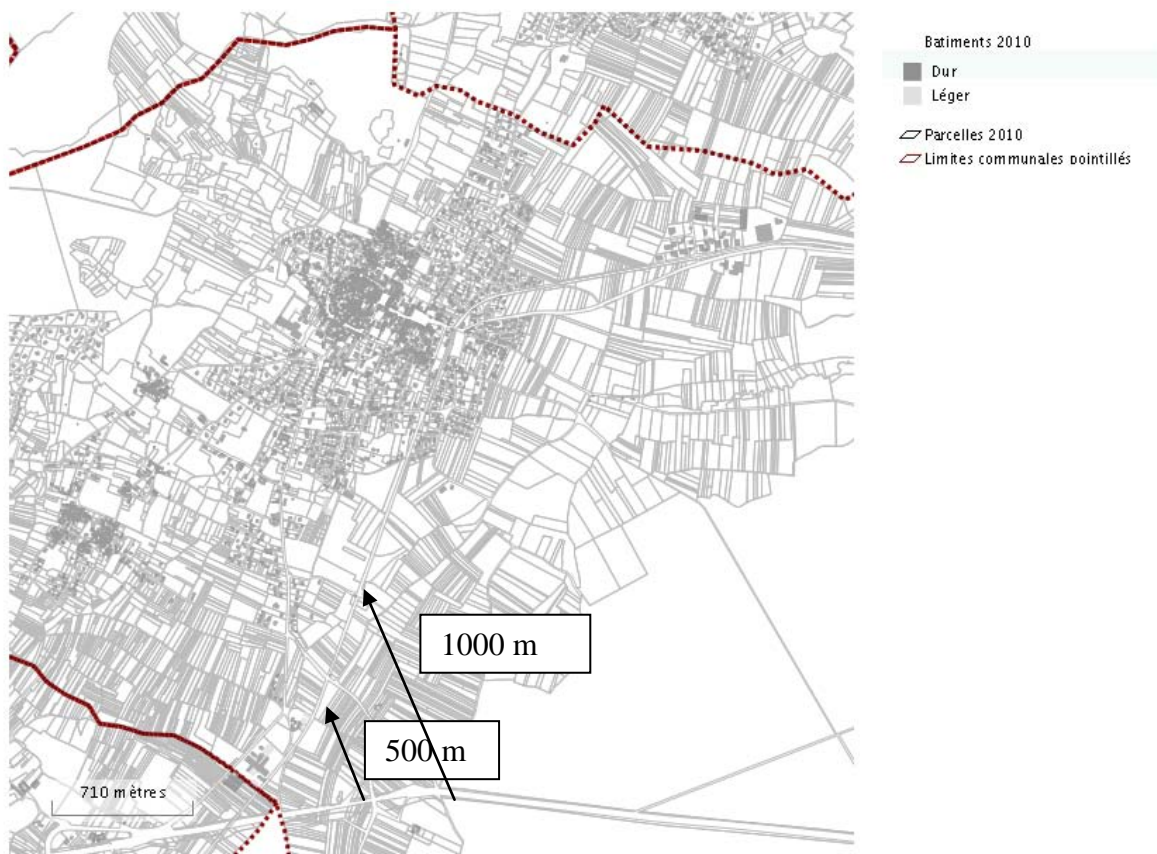 Batiments 2010
Dur
Léger
Parcelles 2010
Limites communales pointillés
1000 m
500 m
710 mètres